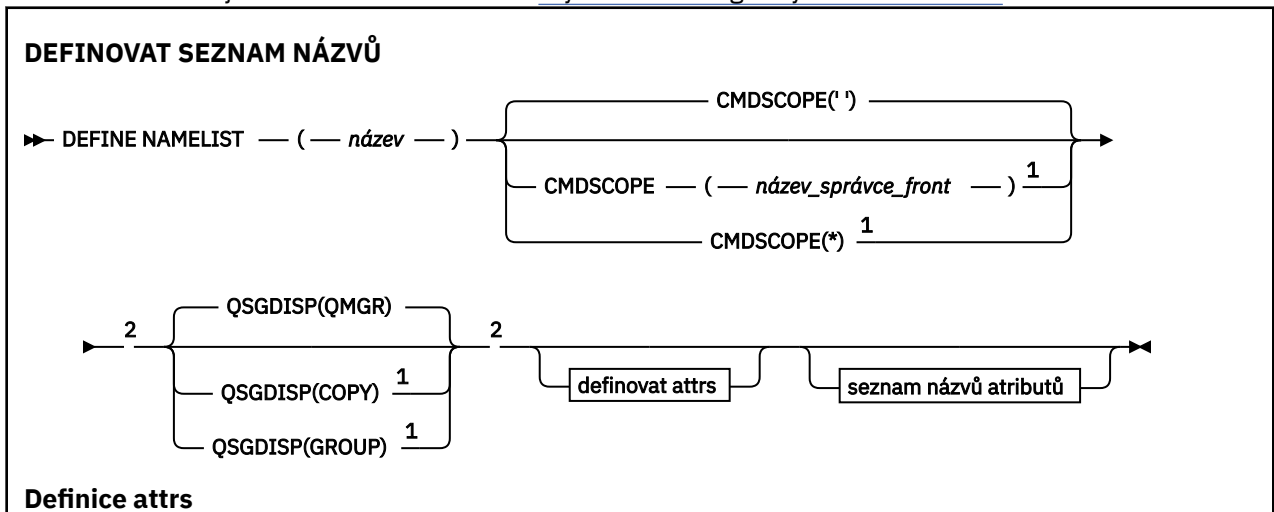 DEFINOVAT SEZNAM NÁZVŮ
CMDSCOPE(' ')
DEFINE NAMELIST ( název )
CMDSCOPE ( název_správce_front ) 1
CMDSCOPE(*) 1
2 QSGDISP(QMGR) 2
QSGDISP(COPY) 1
QSGDISP(GROUP) 1
definovat attrs
seznam názvů atributů
Definice attrs